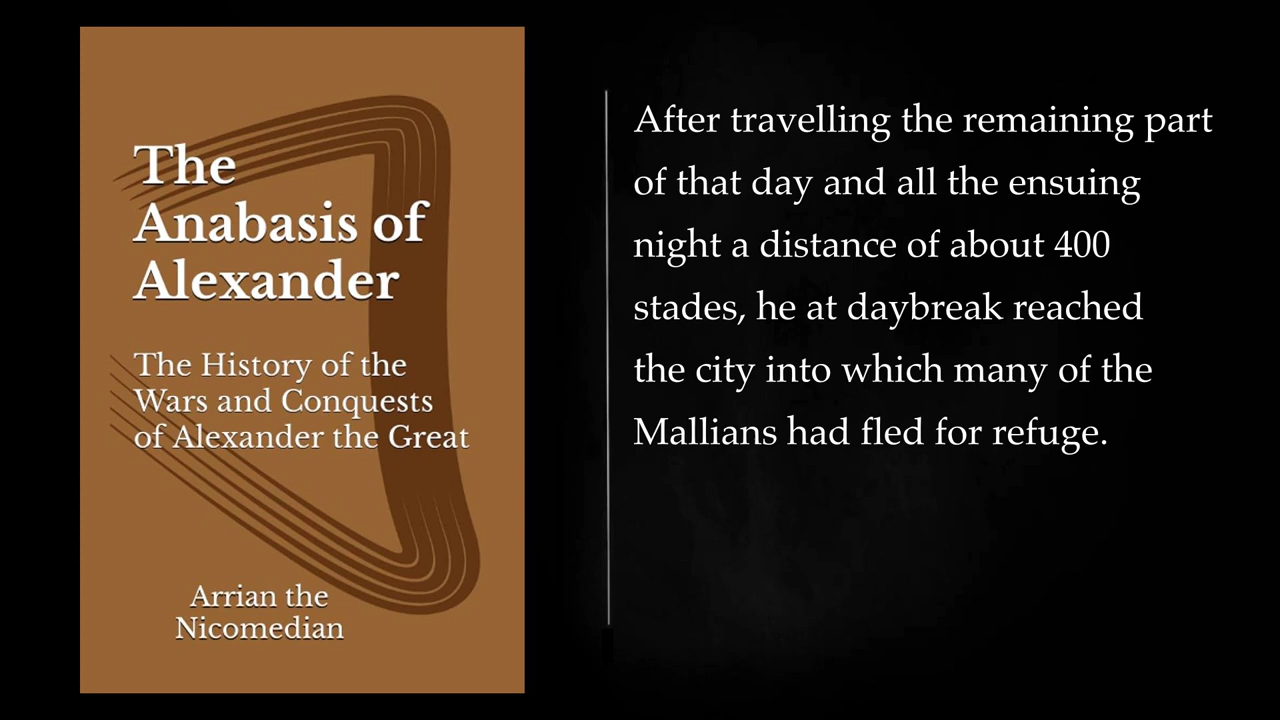 The
Anabasis of
Alexander
The History of the
Wars and Conquests
of Alexander the Great
Arrian the
Nicomedian
After travelling the remaining part
of that day and all the ensuing
night a distance of about 400
stades, he at daybreak reached
the city into which many of the
Mallians had fled for refuge.